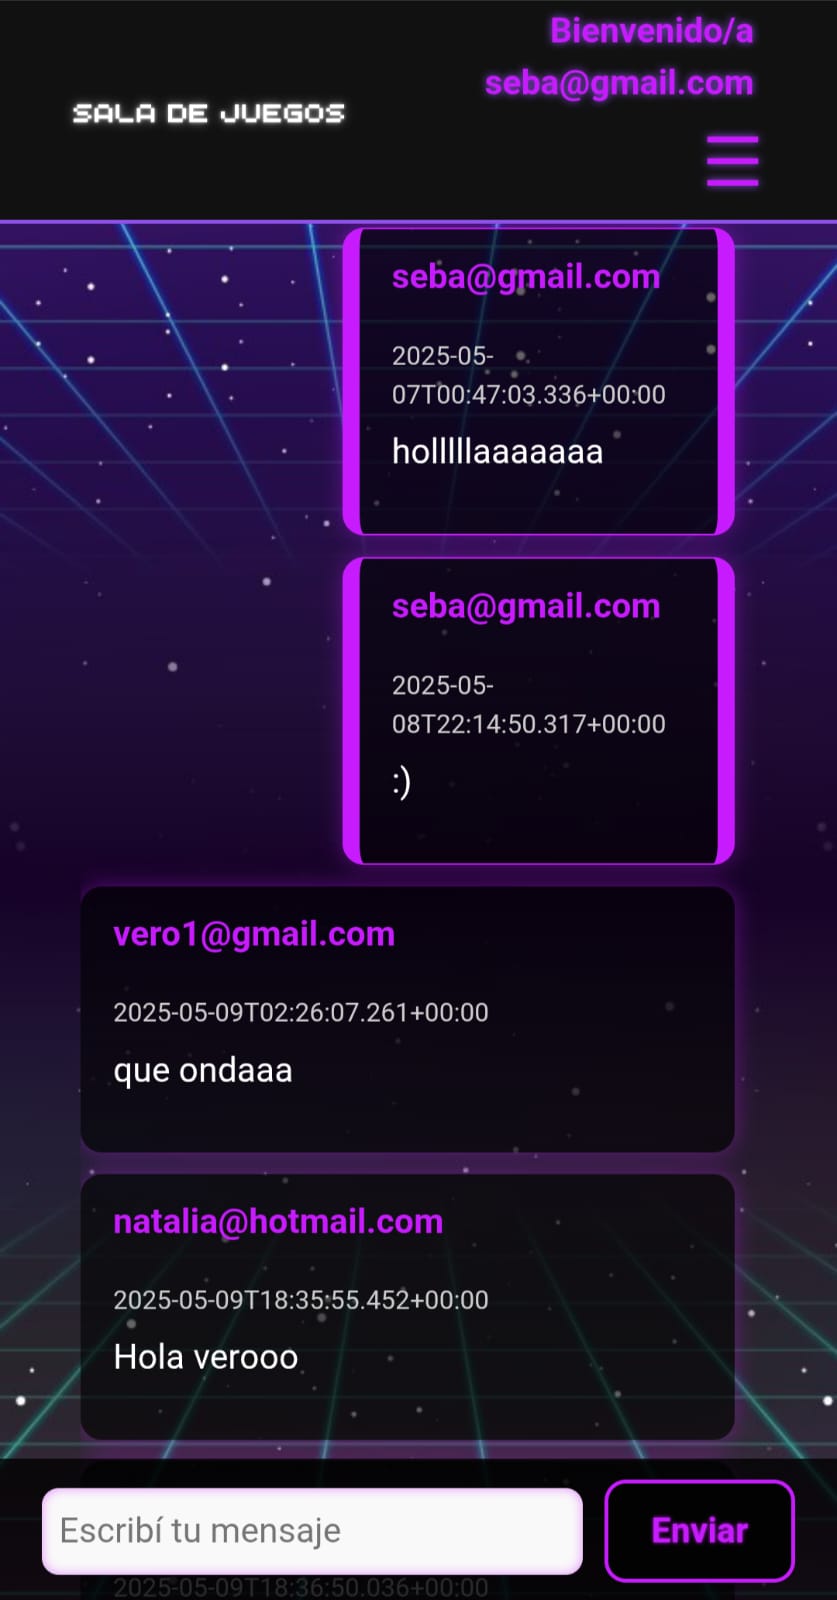 Bienvenido/a
seba@gmail.com
SALA DE JUEGOS
seba@gmail.com
2025-05-
07T00:47:03.336+00:00
holllllaaaaaaa
seba@gmail.com
2025-05-
08T22:14:50.317+00:00
:)
vero1@gmail.com
2025-05-09T02:26:07.261+00:00
que ondaaa
natalia@hotmail.com
2025-05-09T18:35:55.452+00:00
Hola verooo
Escribí tu mensaje
Enviar
2025-05-09T18:36:50.036+00:00